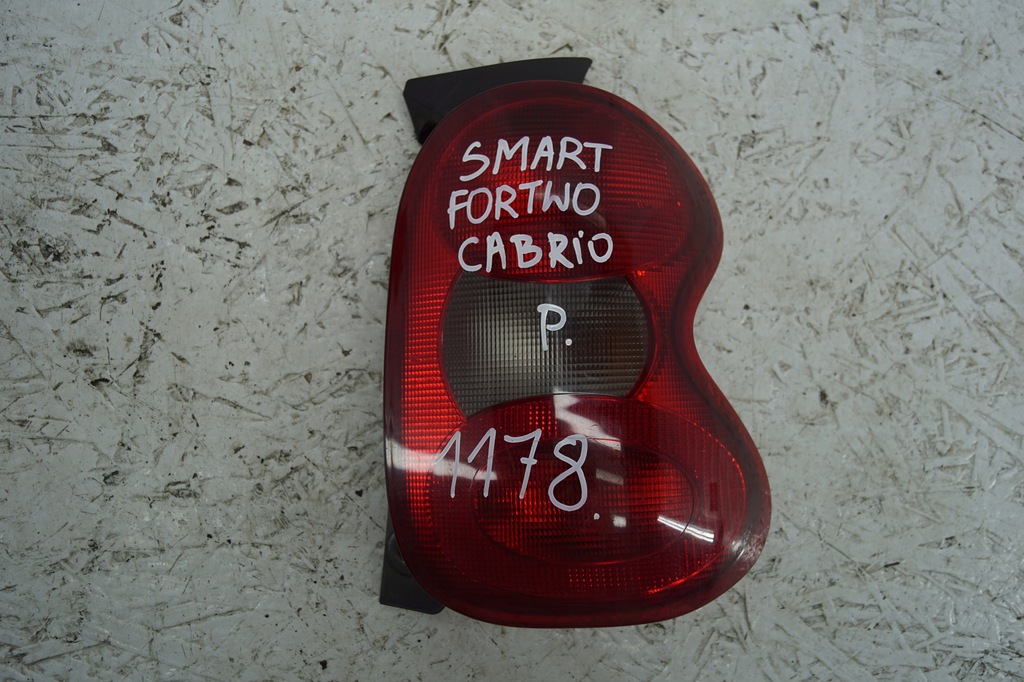 SMART
FORTWO
CABRiO
P.
1178.